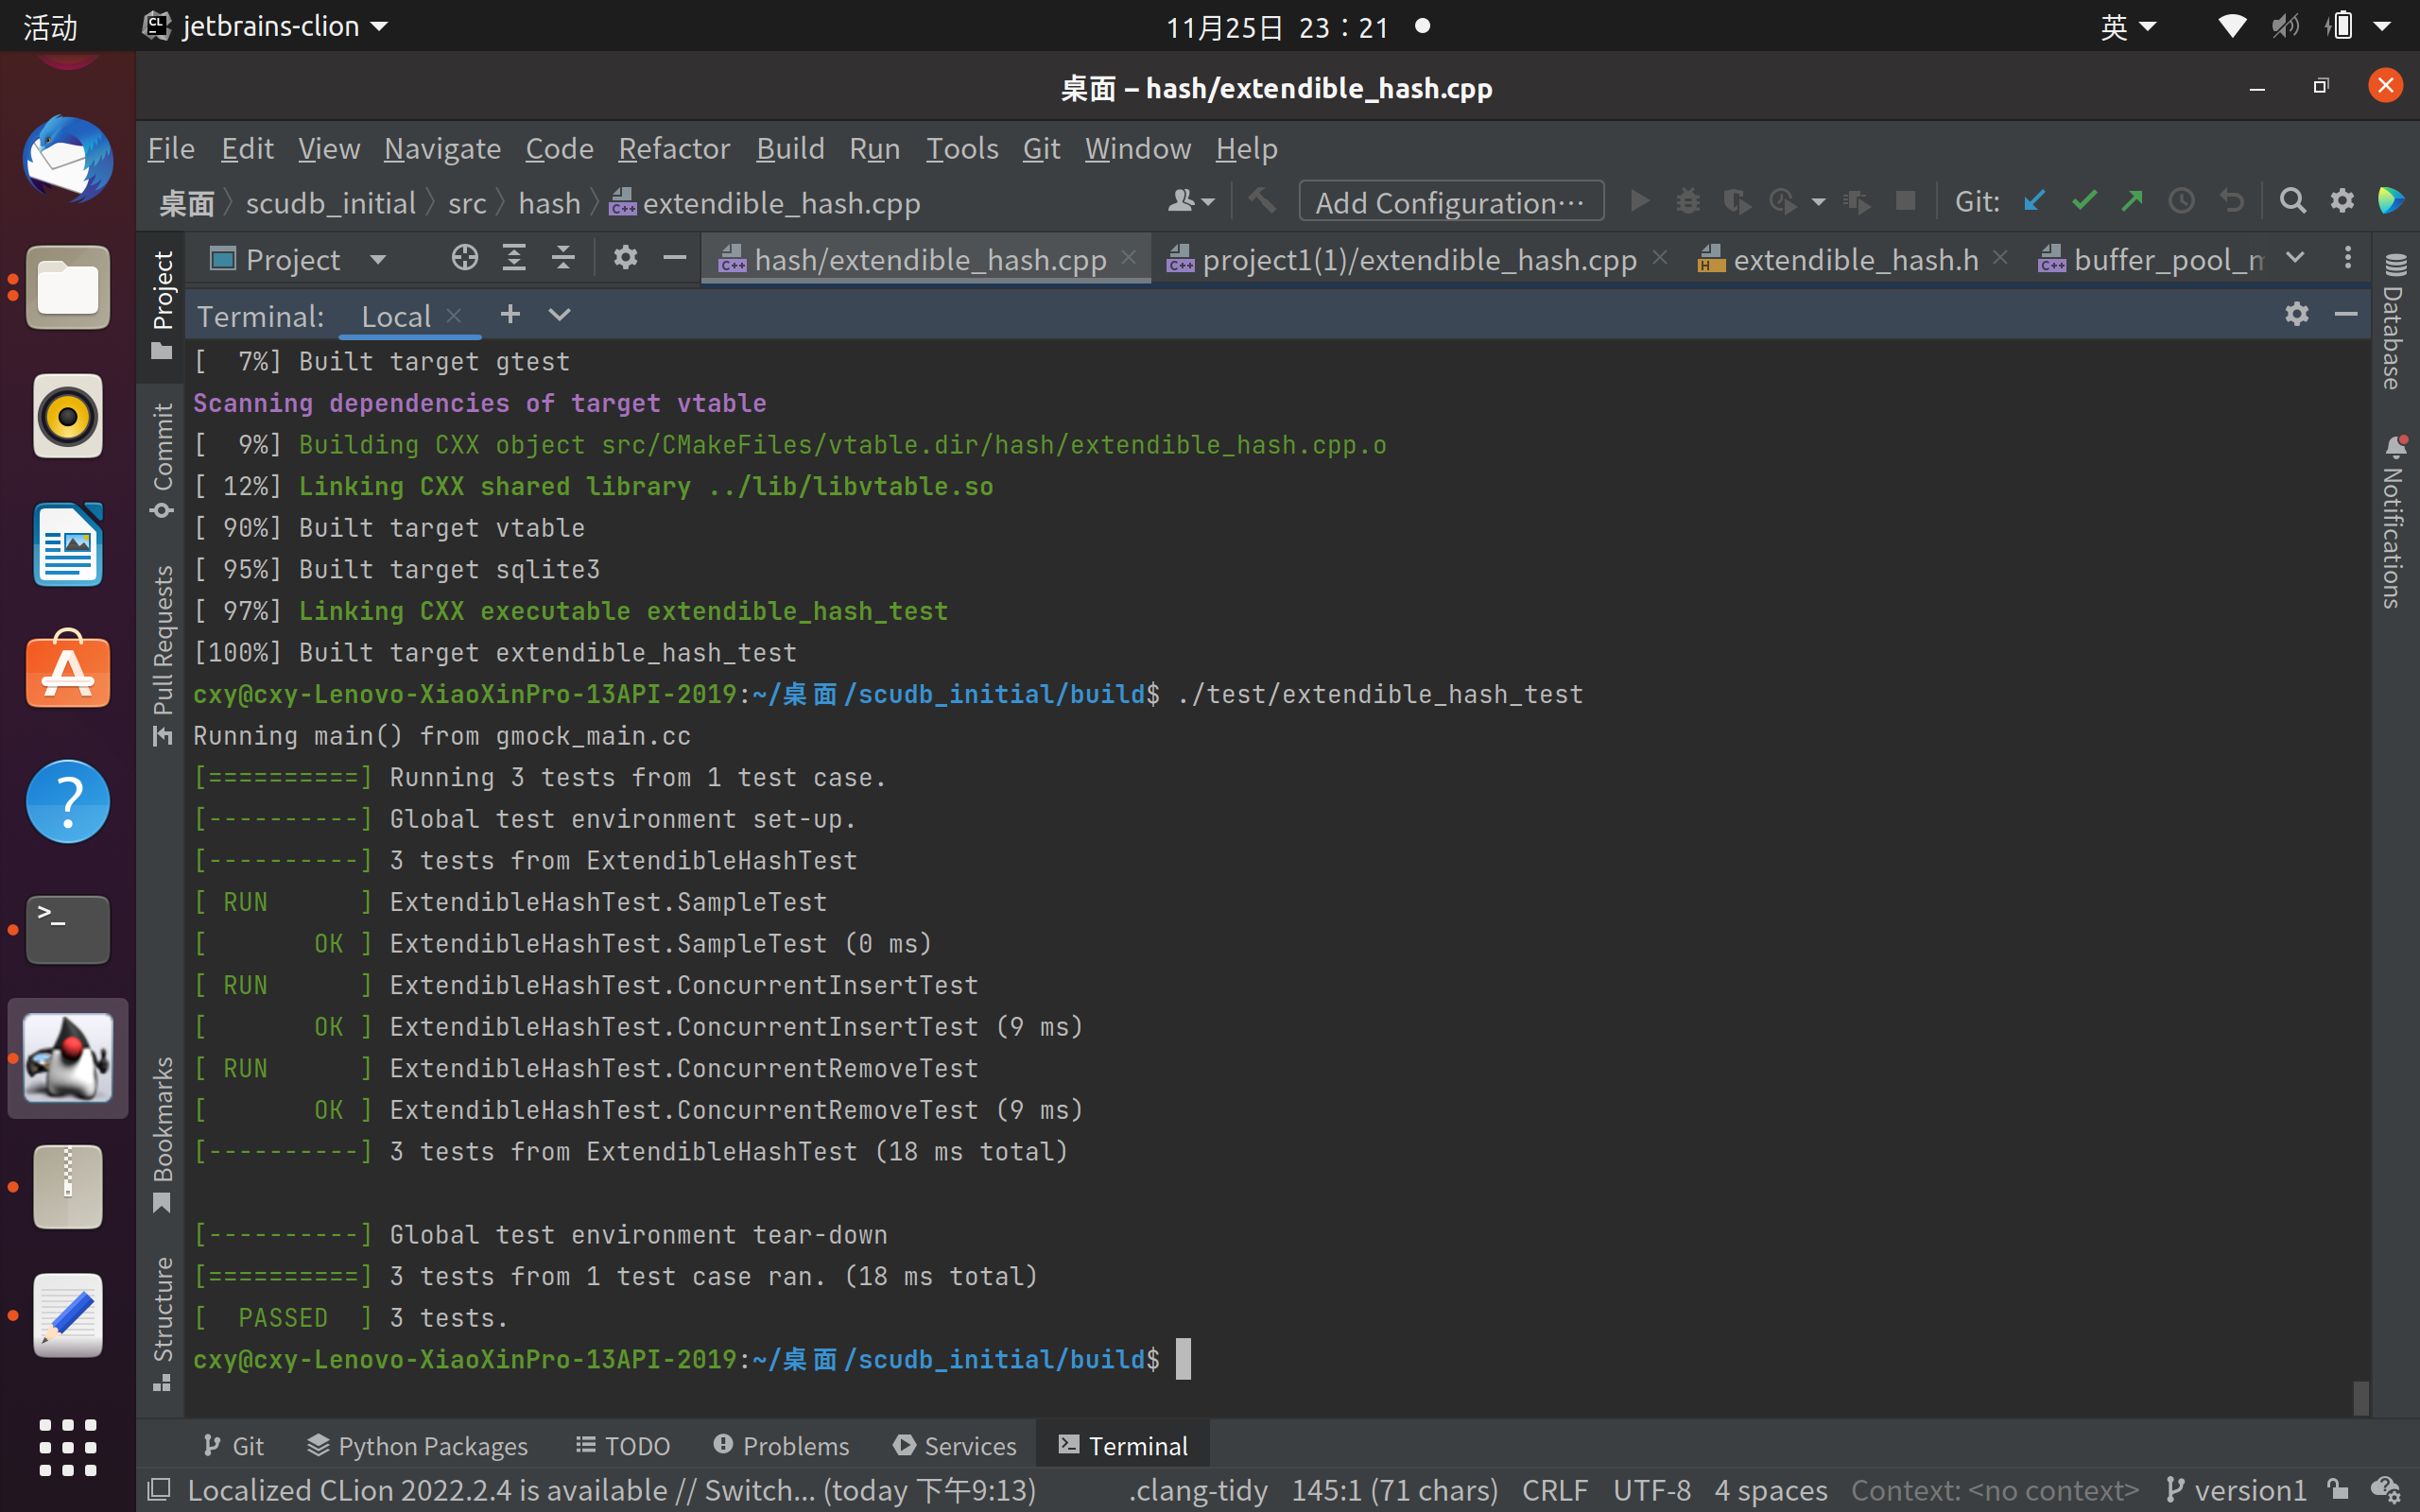 活动 jetbrains-clion 11月25日 23：21 英
桌面 – hash/extendible_hash.cpp
File Edit View Navigate Code Refactor Build Run Tools Git Window Help
桌面 scudb_initial src hash extendible_hash.cpp Add Configuration... Git:
Project hash/extendible_hash.cpp project1(1)/extendible_hash.cpp extendible_hash.h buffer_pool_m
Terminal: Local
[  7%] Built target gtest
Scanning dependencies of target vtable
[  9%] Building CXX object src/CMakeFiles/vtable.dir/hash/extendible_hash.cpp.o
[ 12%] Linking CXX shared library ../lib/libvtable.so
[ 90%] Built target vtable
[ 95%] Built target sqlite3
[ 97%] Linking CXX executable extendible_hash_test
[100%] Built target extendible_hash_test
cxy@cxy-Lenovo-XiaoXinPro-13API-2019:~/桌面/scudb_initial/build$ ./test/extendible_hash_test
Running main() from gmock_main.cc
[==========] Running 3 tests from 1 test case.
[----------] Global test environment set-up.
[----------] 3 tests from ExtendibleHashTest
[ RUN      ] ExtendibleHashTest.SampleTest
[       OK ] ExtendibleHashTest.SampleTest (0 ms)
[ RUN      ] ExtendibleHashTest.ConcurrentInsertTest
[       OK ] ExtendibleHashTest.ConcurrentInsertTest (9 ms)
[ RUN      ] ExtendibleHashTest.ConcurrentRemoveTest
[       OK ] ExtendibleHashTest.ConcurrentRemoveTest (9 ms)
[----------] 3 tests from ExtendibleHashTest (18 ms total)
[----------] Global test environment tear-down
[==========] 3 tests from 1 test case ran. (18 ms total)
[  PASSED  ] 3 tests.
cxy@cxy-Lenovo-XiaoXinPro-13API-2019:~/桌面/scudb_initial/build$
Project
Commit
Pull Requests
Bookmarks
Structure
Database
Notifications
Git Python Packages TODO Problems Services Terminal
Localized CLion 2022.2.4 is available // Switch... (today 下午9:13) .clang-tidy 145:1 (71 chars) CRLF UTF-8 4 spaces Context: <no context> version1